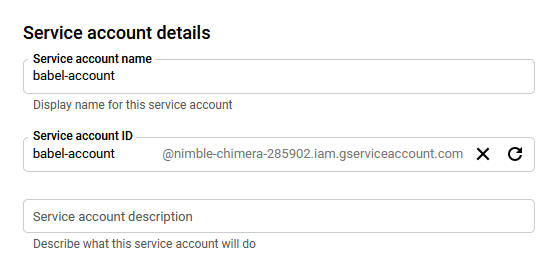 Service account details
Service account name
babel-account
Display name for this service account
Service account ID
babel-account @nimble-chimera-285902.iam.gserviceaccount.com
Service account description
Describe what this service account will do